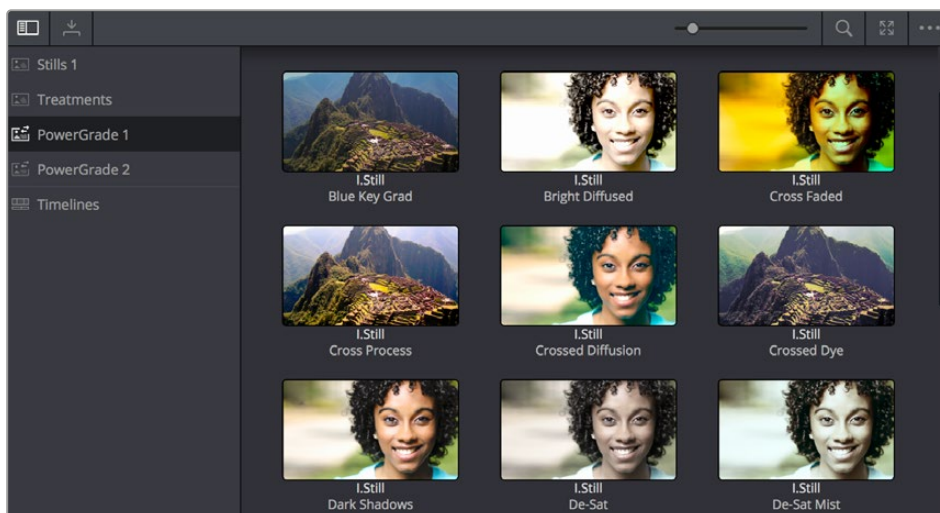 Stills 1
Treatments
PowerGrade 1
PowerGrade 2
Timelines
I.Still
Blue Key Grad
I.Still
Bright Diffused
I.Still
Cross Faded
I.Still
Cross Process
I.Still
Crossed Diffusion
I.Still
Crossed Dye
I.Still
Dark Shadows
I.Still
De-Sat
I.Still
De-Sat Mist